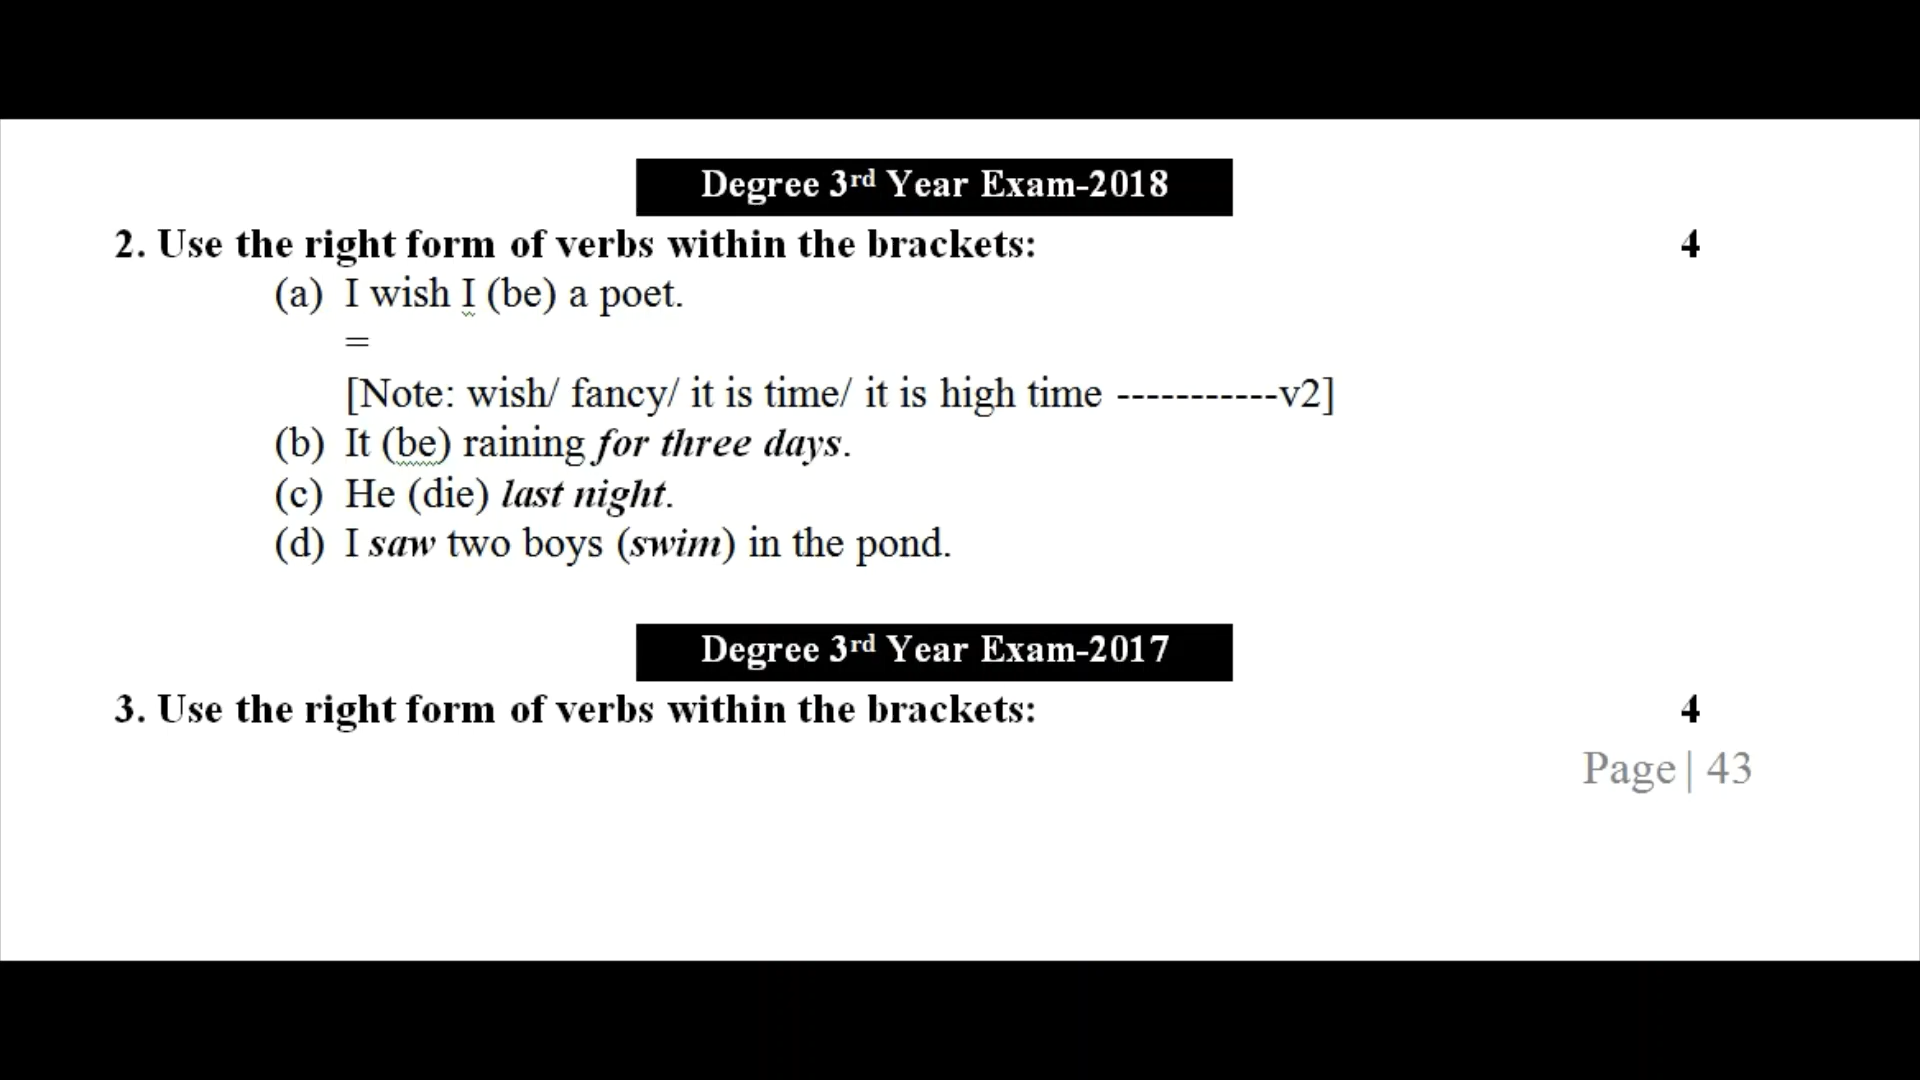 Degree 3rd Year Exam-2018
2. Use the right form of verbs within the brackets: 4
(a) I wish I (be) a poet.
=
[Note: wish/ fancy/ it is time/ it is high time -----------v2]
(b) It (be) raining for three days.
(c) He (die) last night.
(d) I saw two boys (swim) in the pond.
Degree 3rd Year Exam-2017
3. Use the right form of verbs within the brackets: 4
Page | 43